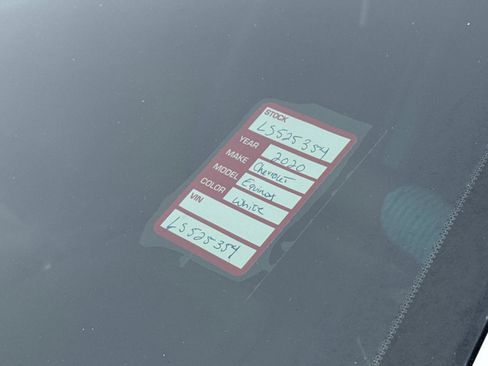 STOCK
LS525354
YEAR 2020
MAKE Chevrolet
MODEL Equinox
COLOR White
VIN
LS525354